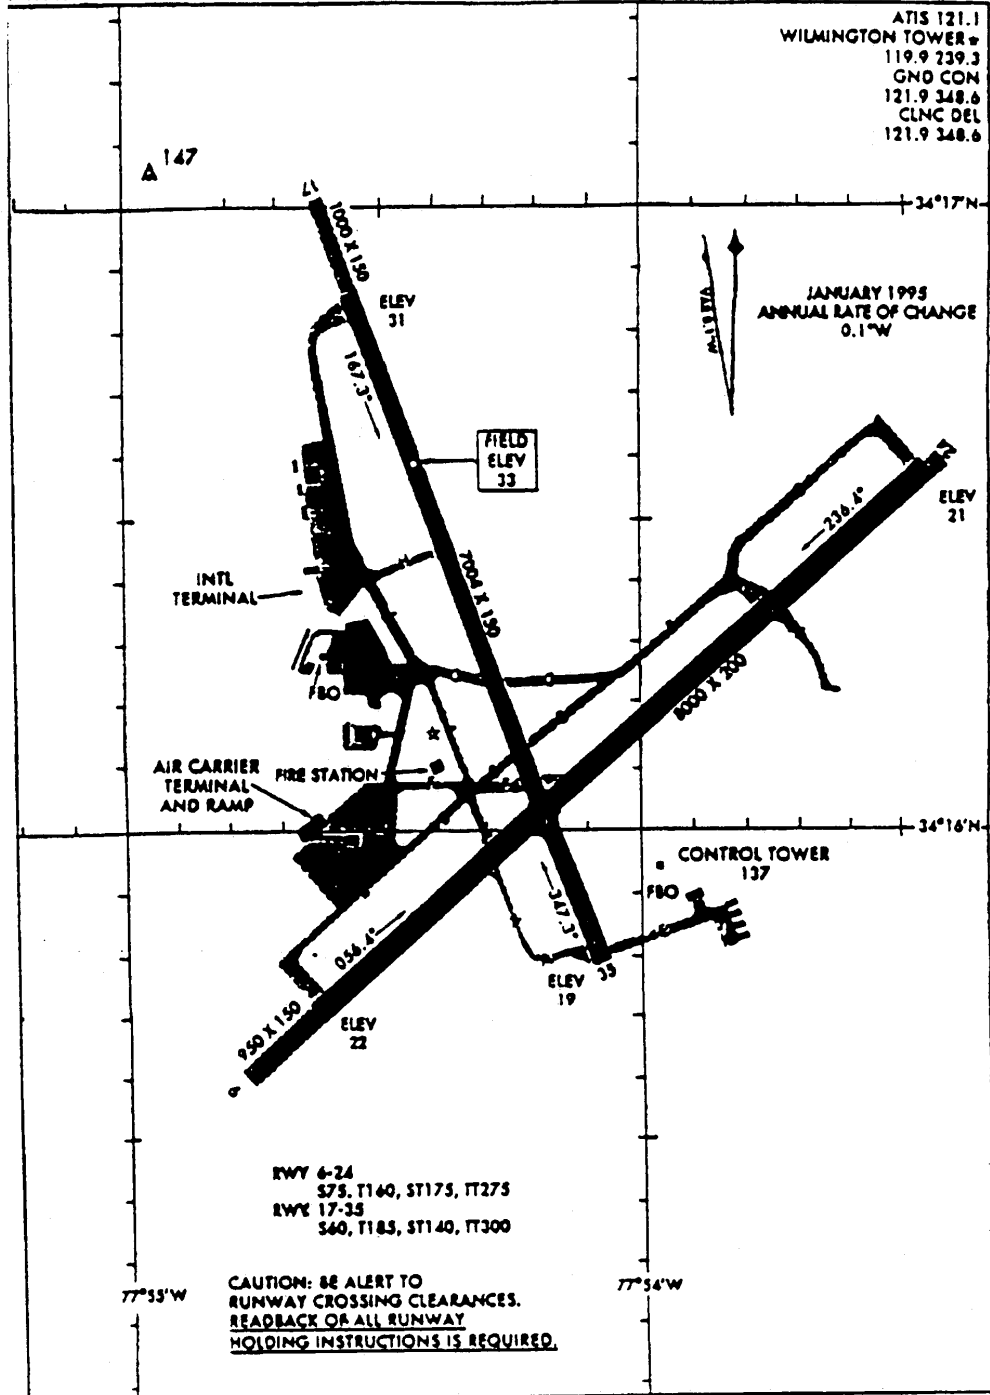 ATIS 121.1
WILMINGTON TOWER★
119.9 239.3
GND CON
121.9 348.6
CLNC DEL
121.9 348.6
147
34°17'N
17
1000 X 150
ELEV
31
VAR 8.1°W
JANUARY 1995
ANNUAL RATE OF CHANGE
0.1°W
167.3°
FIELD
ELEV
33
24
ELEV
21
236.4°
7004 X 150
INTL
TERMINAL
FBO
8000 X 200
AIR CARRIER
TERMINAL
AND RAMP
FIRE STATION
34°16'N
CONTROL TOWER
137
FBO
347.3°
056.4°
ELEV
19
35
950 X 150
ELEV
22
6
RWY 6-24
S75, T160, ST175, TT275
RWY 17-35
S60, T185, ST140, TT300
77°55'W
77°54'W
CAUTION: BE ALERT TO
RUNWAY CROSSING CLEARANCES.
READBACK OF ALL RUNWAY
HOLDING INSTRUCTIONS IS REQUIRED.